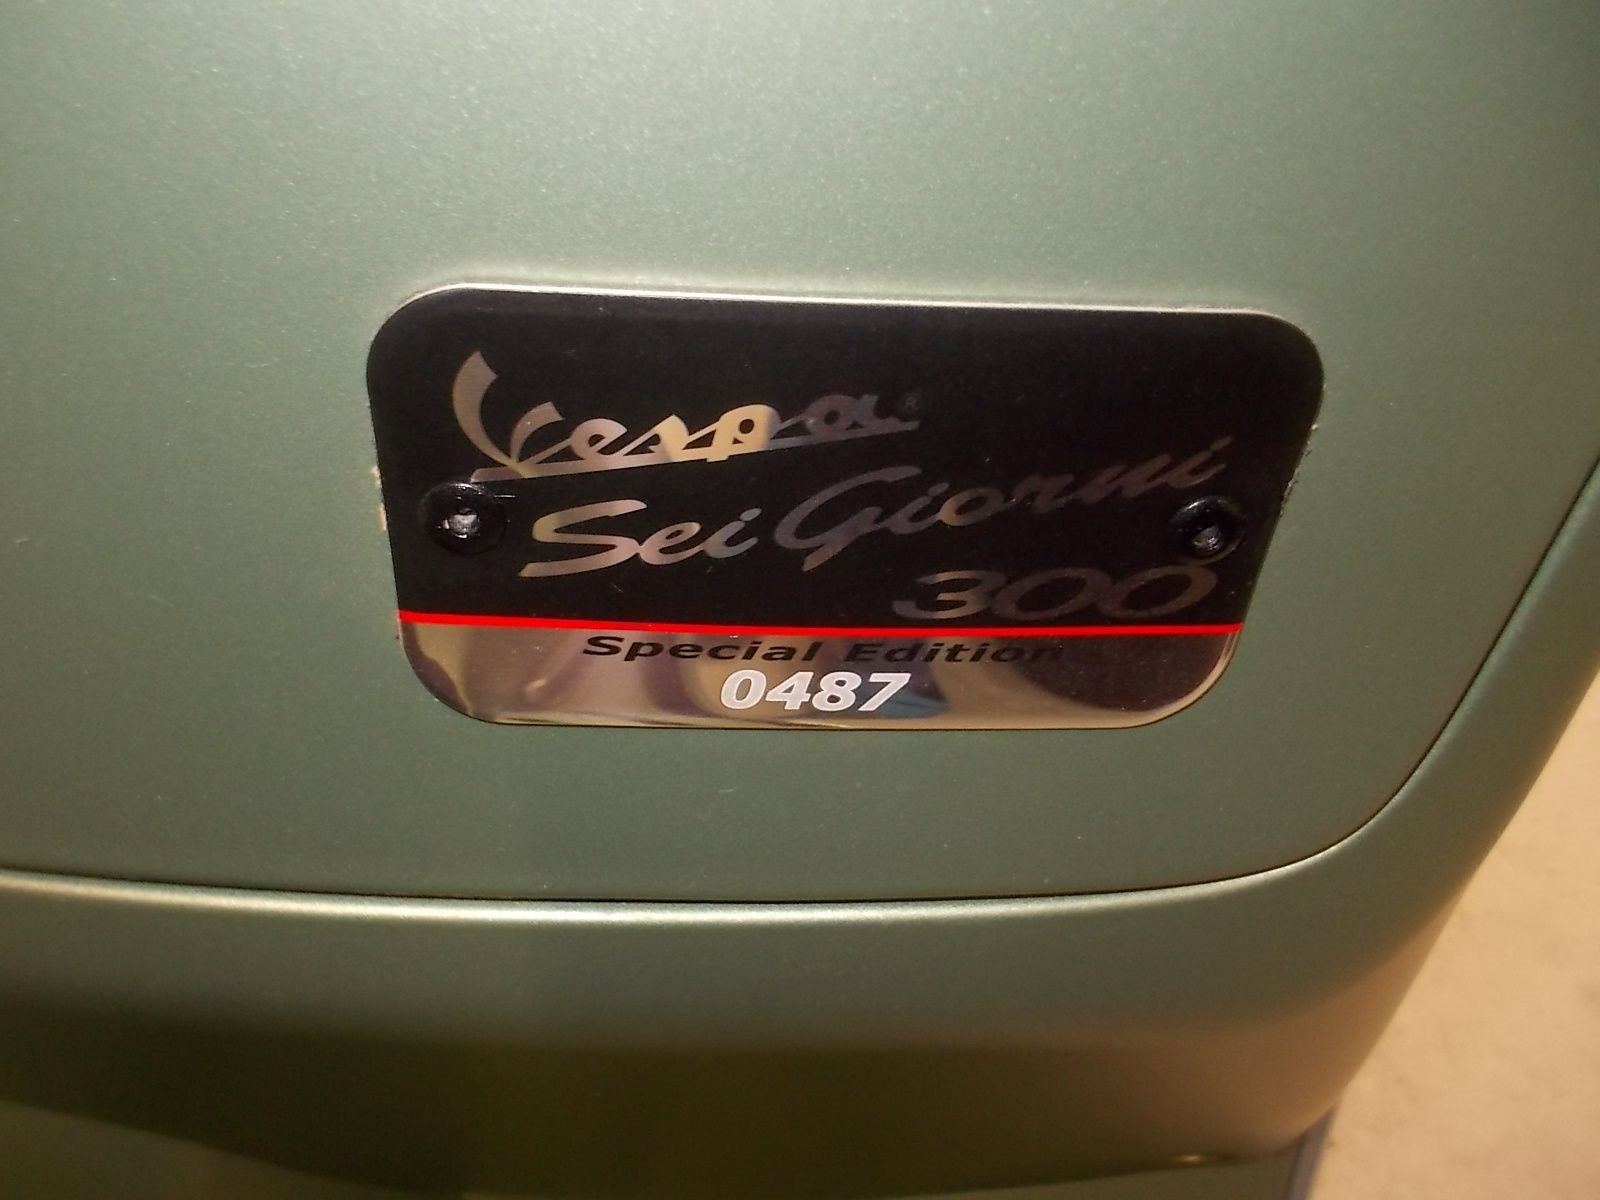 Vespa®
Sei Giorni
300
Special Edition
0487